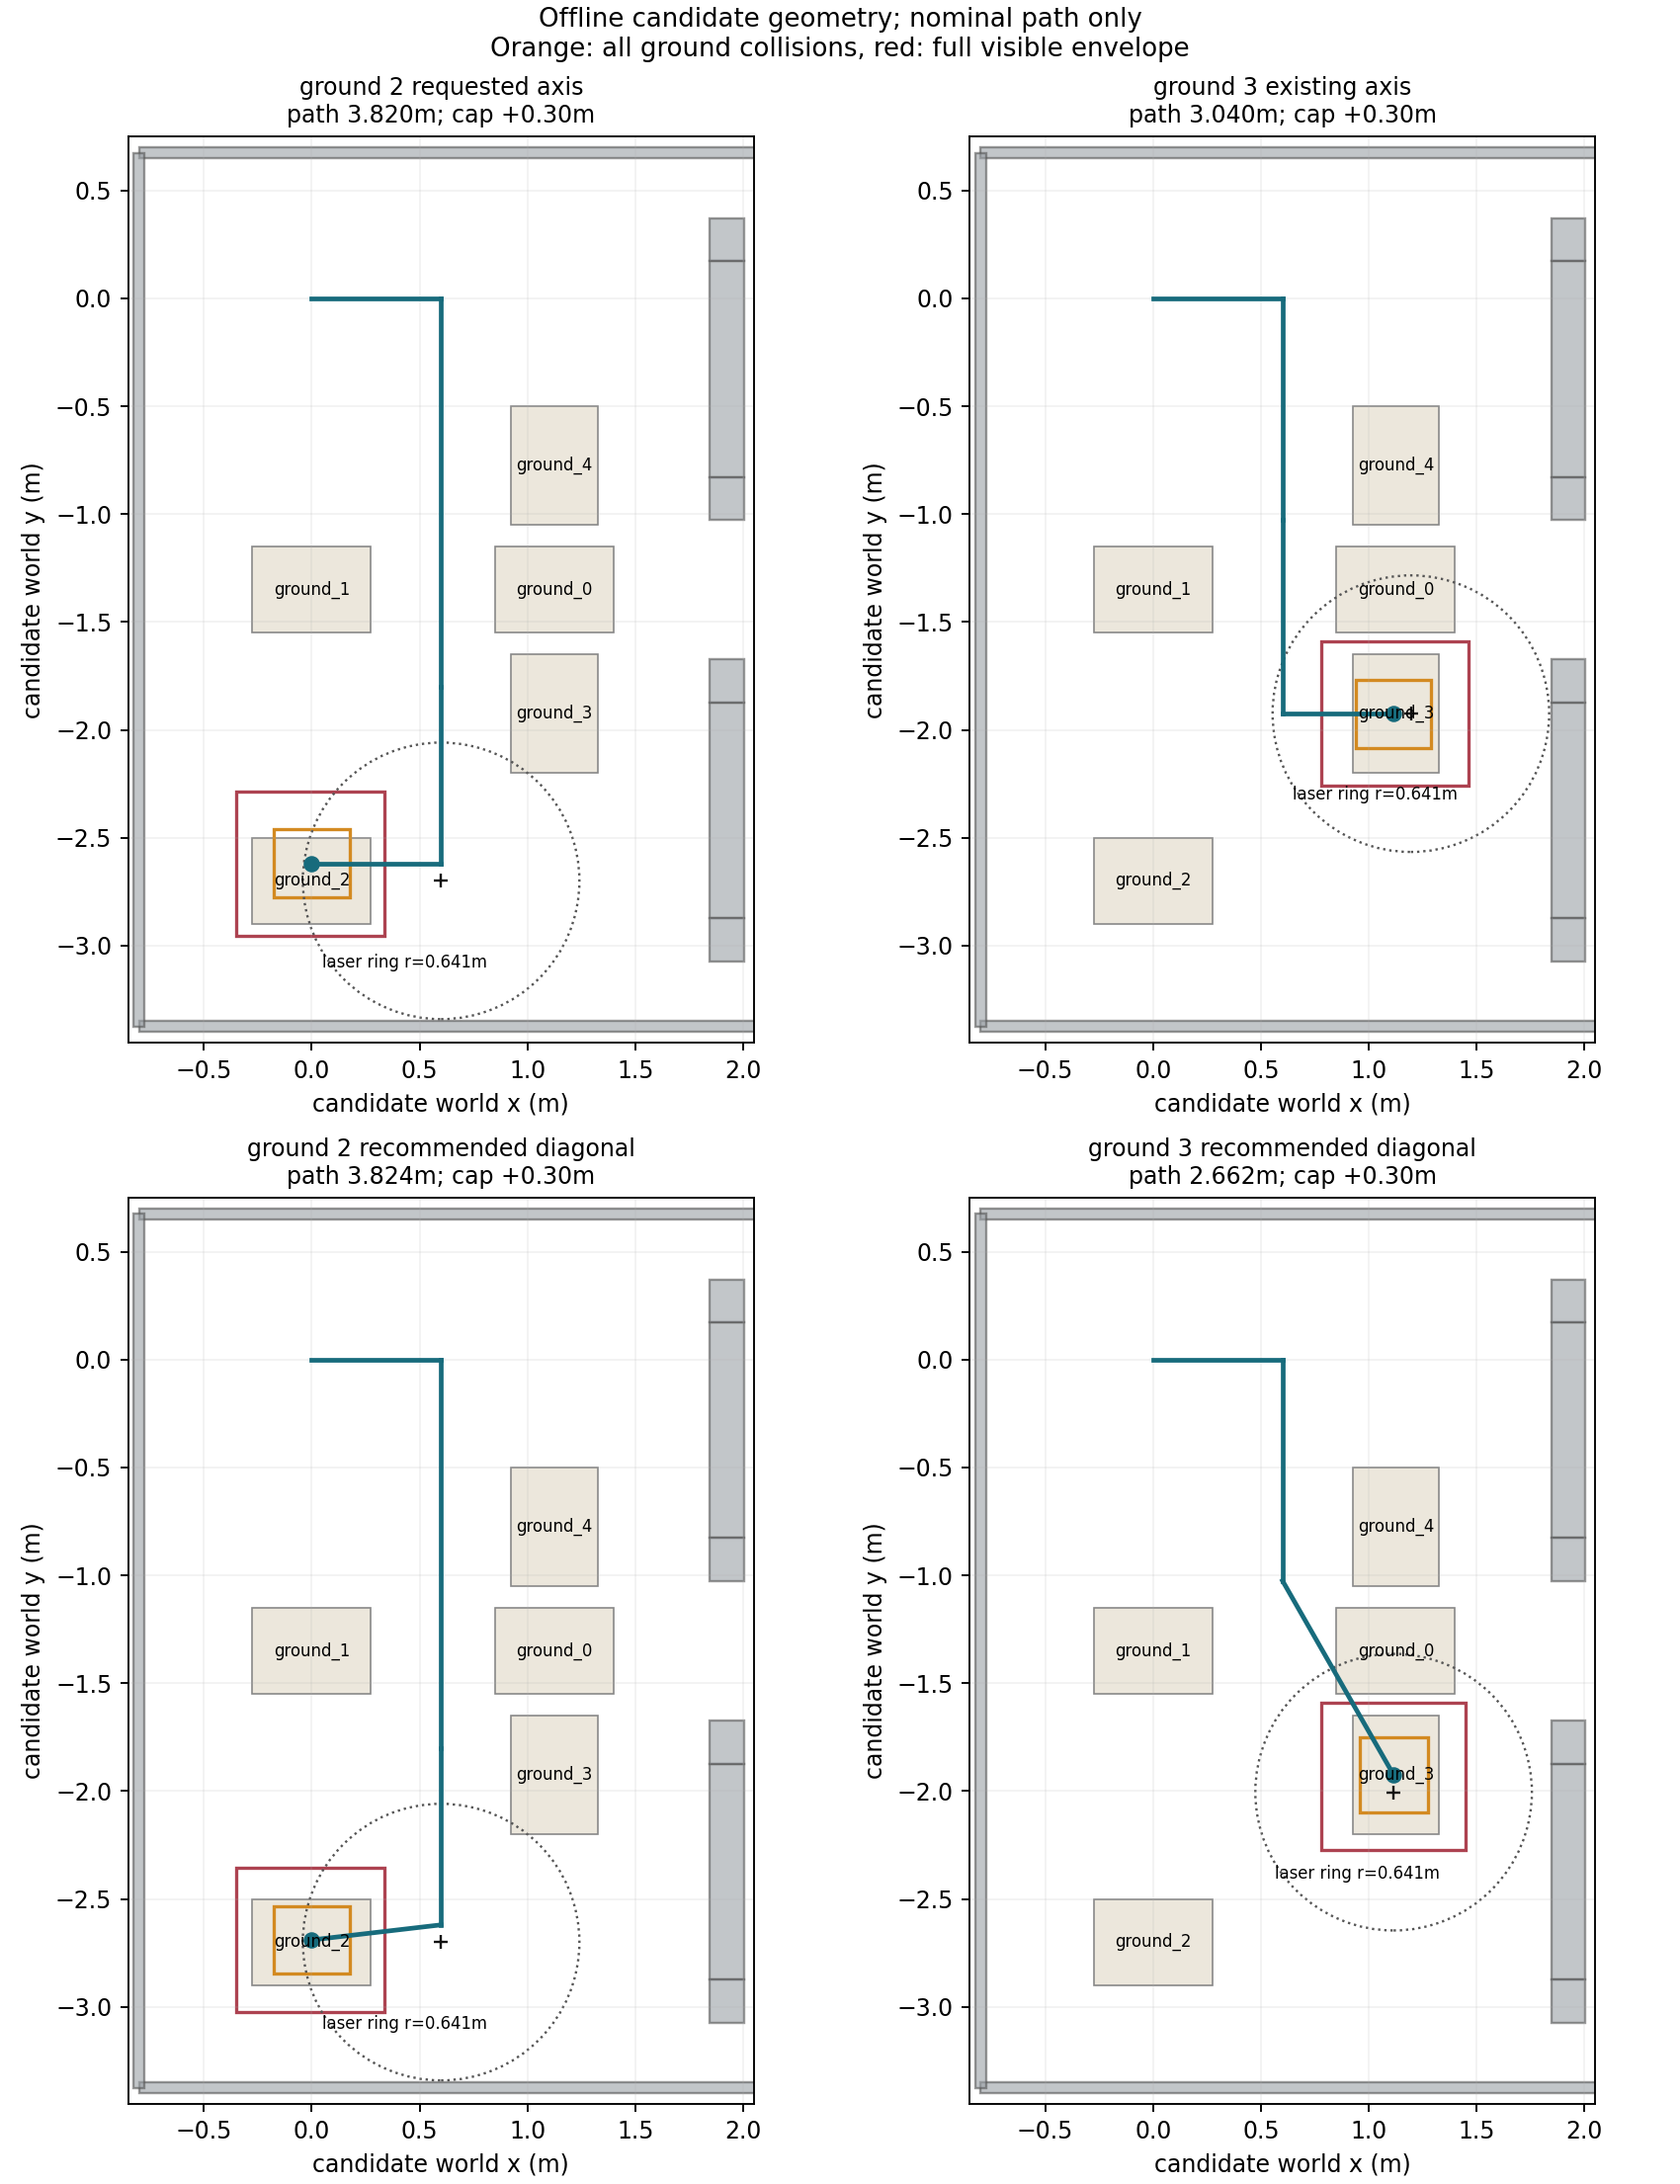 Offline candidate geometry; nominal path only
Orange: all ground collisions, red: full visible envelope
ground 2 requested axis
path 3.820m; cap +0.30m
0.5
0.0
−0.5
−1.0
−1.5
−2.0
−2.5
−3.0
candidate world y (m)
ground_4
ground_1
ground_0
ground_3
ground_2
laser ring r=0.641m
−0.5
0.0
0.5
1.0
1.5
2.0
candidate world x (m)
ground 3 existing axis
path 3.040m; cap +0.30m
0.5
0.0
−0.5
−1.0
−1.5
−2.0
−2.5
−3.0
candidate world y (m)
ground_4
ground_1
ground_0
ground_3
laser ring r=0.641m
ground_2
−0.5
0.0
0.5
1.0
1.5
2.0
candidate world x (m)
ground 2 recommended diagonal
path 3.824m; cap +0.30m
0.5
0.0
−0.5
−1.0
−1.5
−2.0
−2.5
−3.0
candidate world y (m)
ground_4
ground_1
ground_0
ground_3
ground_2
laser ring r=0.641m
−0.5
0.0
0.5
1.0
1.5
2.0
candidate world x (m)
ground 3 recommended diagonal
path 2.662m; cap +0.30m
0.5
0.0
−0.5
−1.0
−1.5
−2.0
−2.5
−3.0
candidate world y (m)
ground_4
ground_1
ground_0
ground_3
laser ring r=0.641m
ground_2
−0.5
0.0
0.5
1.0
1.5
2.0
candidate world x (m)